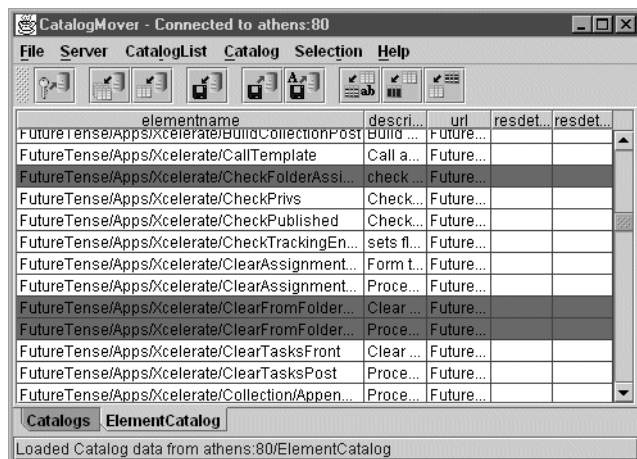 CatalogMover - Connected to athens:80
File Server CatalogList Catalog Selection Help
A
ab
elementname descri... url resdet... resdet...
FutureTense/Apps/Xcelerate/BuildCollectionPost Build ... Future...
FutureTense/Apps/Xcelerate/CallTemplate Call a... Future...
FutureTense/Apps/Xcelerate/CheckFolderAssi... check ... Future...
FutureTense/Apps/Xcelerate/CheckPrivs Check... Future...
FutureTense/Apps/Xcelerate/CheckPublished Check... Future...
FutureTense/Apps/Xcelerate/CheckTrackingEn... sets fl... Future...
FutureTense/Apps/Xcelerate/ClearAssignment... Form t... Future...
FutureTense/Apps/Xcelerate/ClearAssignment... Proce... Future...
FutureTense/Apps/Xcelerate/ClearFromFolder... Clear ... Future...
FutureTense/Apps/Xcelerate/ClearFromFolder... Proce... Future...
FutureTense/Apps/Xcelerate/ClearTasksFront Clear ... Future...
FutureTense/Apps/Xcelerate/ClearTasksPost Proce... Future...
FutureTense/Apps/Xcelerate/Collection/Appen... Proce... Future...
Catalogs ElementCatalog
Loaded Catalog data from athens:80/ElementCatalog